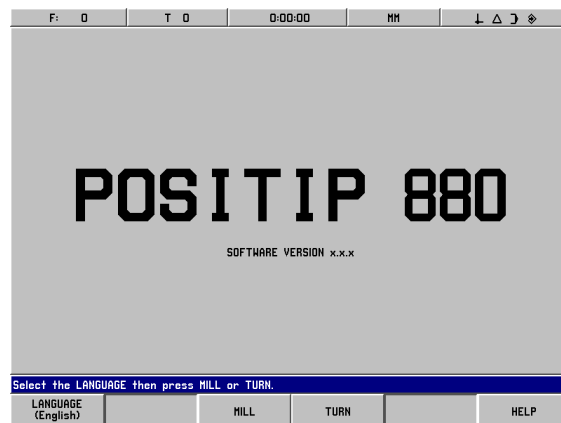 F: 0 T 0 0:00:00 MM
POSITIP 880
SOFTWARE VERSION x.x.x
Select the LANGUAGE then press MILL or TURN.
LANGUAGE
(English) MILL TURN HELP